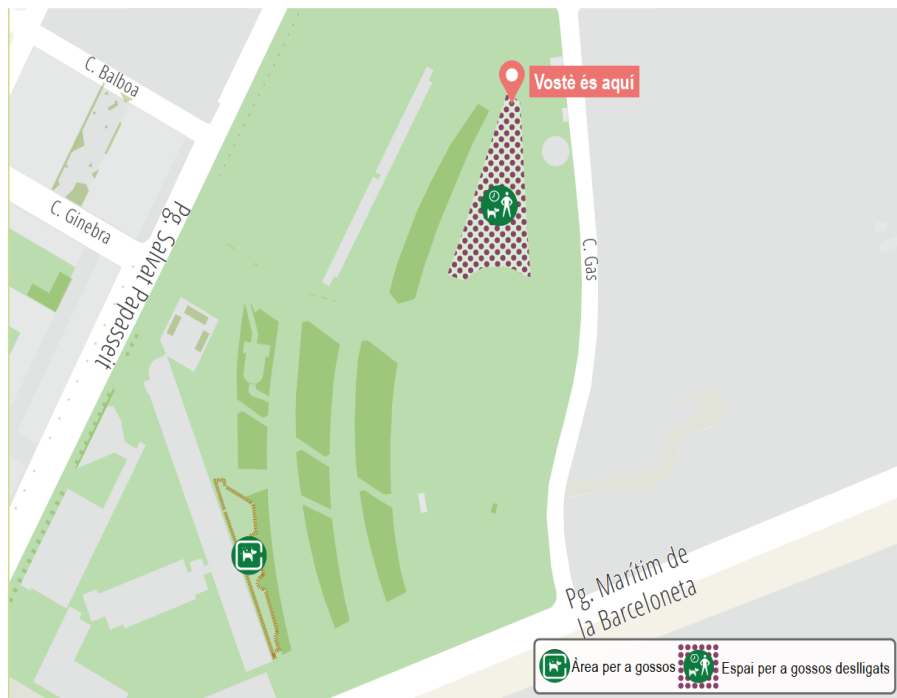 C. Balboa
Vostè és aquí
C. Ginebra
Pg. Salvat Papasseit
C. Gas
Pg. Marítim de
la Barceloneta
Àrea per a gossos
Espai per a gossos deslligats